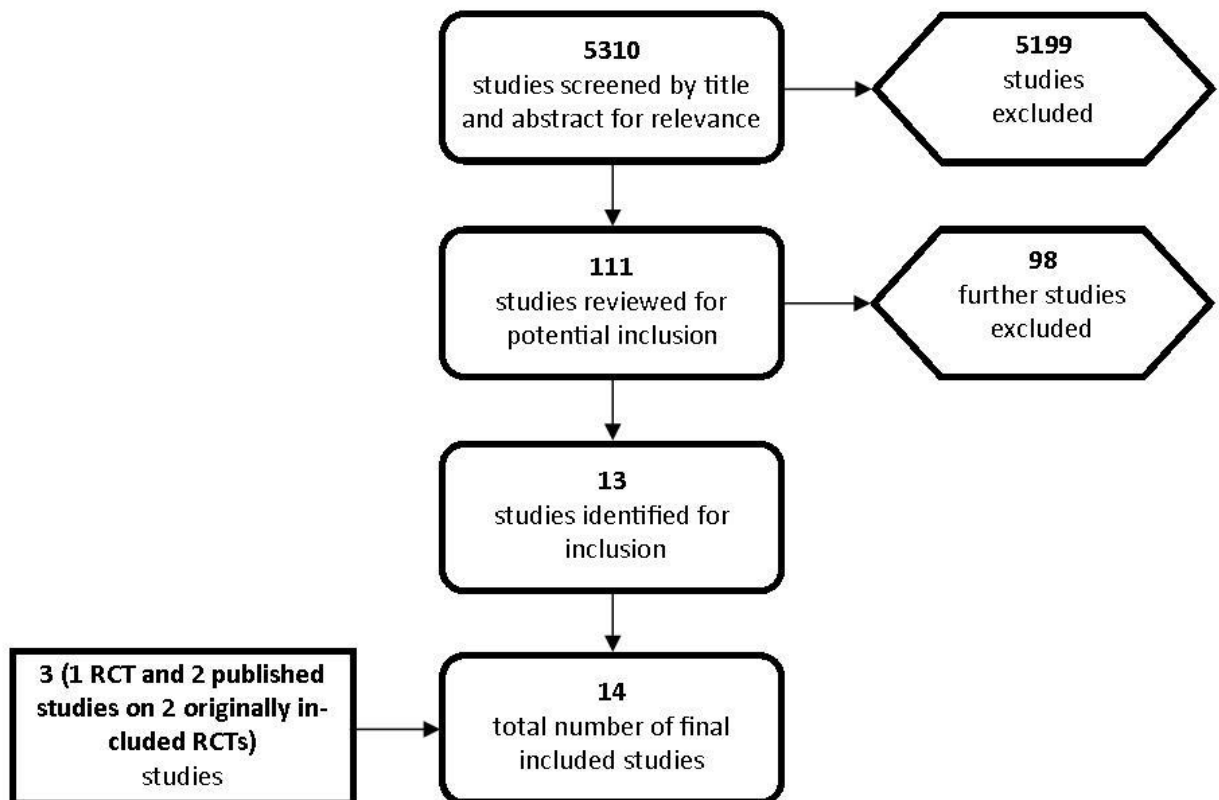 5310
studies screened by title
and abstract for relevance
5199
studies
excluded
111
studies reviewed for
potential inclusion
98
further studies
excluded
13
studies identified for
inclusion
3 (1 RCT and 2 published
studies on 2 originally in-
cluded RCTs)
studies
14
total number of final
included studies